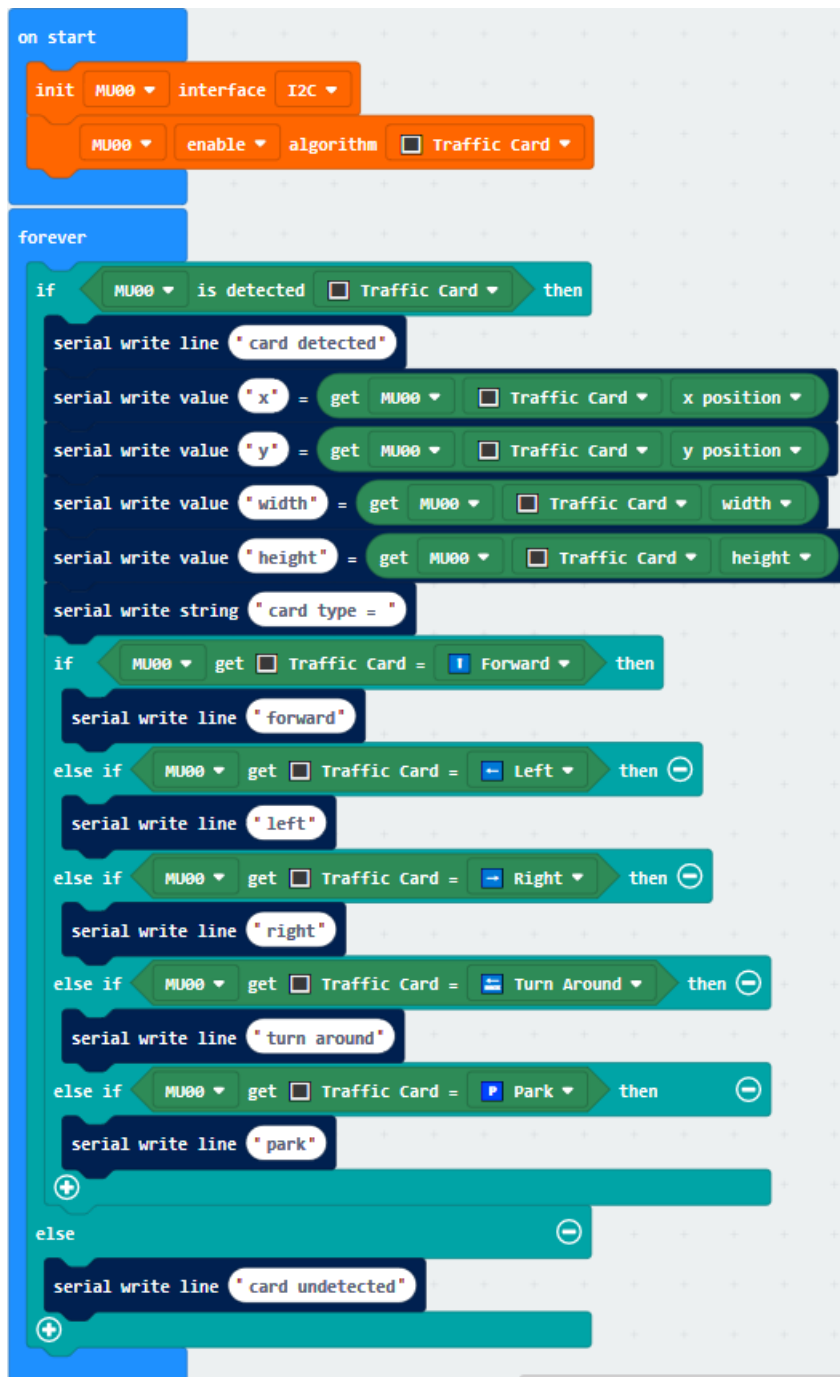 on start
init MU00 interface I2C
MU00 enable algorithm Traffic Card
forever
if MU00 is detected Traffic Card then
serial write line "card detected"
serial write value "x" = get MU00 Traffic Card x position
serial write value "y" = get MU00 Traffic Card y position
serial write value "width" = get MU00 Traffic Card width
serial write value "height" = get MU00 Traffic Card height
serial write string "card type = "
if MU00 get Traffic Card = Forward then
serial write line "forward"
else if MU00 get Traffic Card = Left then
serial write line "left"
else if MU00 get Traffic Card = Right then
serial write line "right"
else if MU00 get Traffic Card = Turn Around then
serial write line "turn around"
else if MU00 get Traffic Card = P Park then
serial write line "park"
else
serial write line "card undetected"